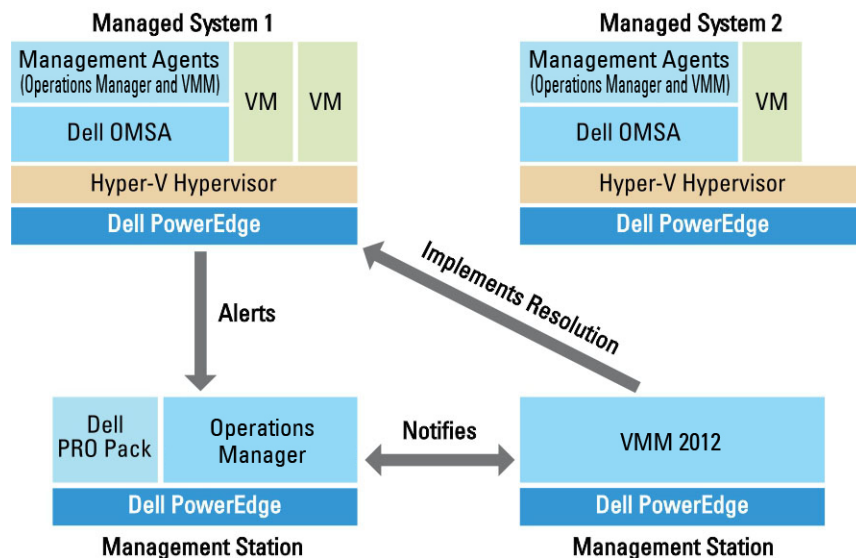 Managed System 1
Management Agents
(Operations Manager and VMM)
Dell OMSA
VM
VM
Hyper-V Hypervisor
Dell PowerEdge
Managed System 2
Management Agents
(Operations Manager and VMM)
Dell OMSA
VM
Hyper-V Hypervisor
Dell PowerEdge
Alerts
Implements Resolution
Dell
PRO Pack
Operations
Manager
Dell PowerEdge
Management Station
Notifies
VMM 2012
Dell PowerEdge
Management Station